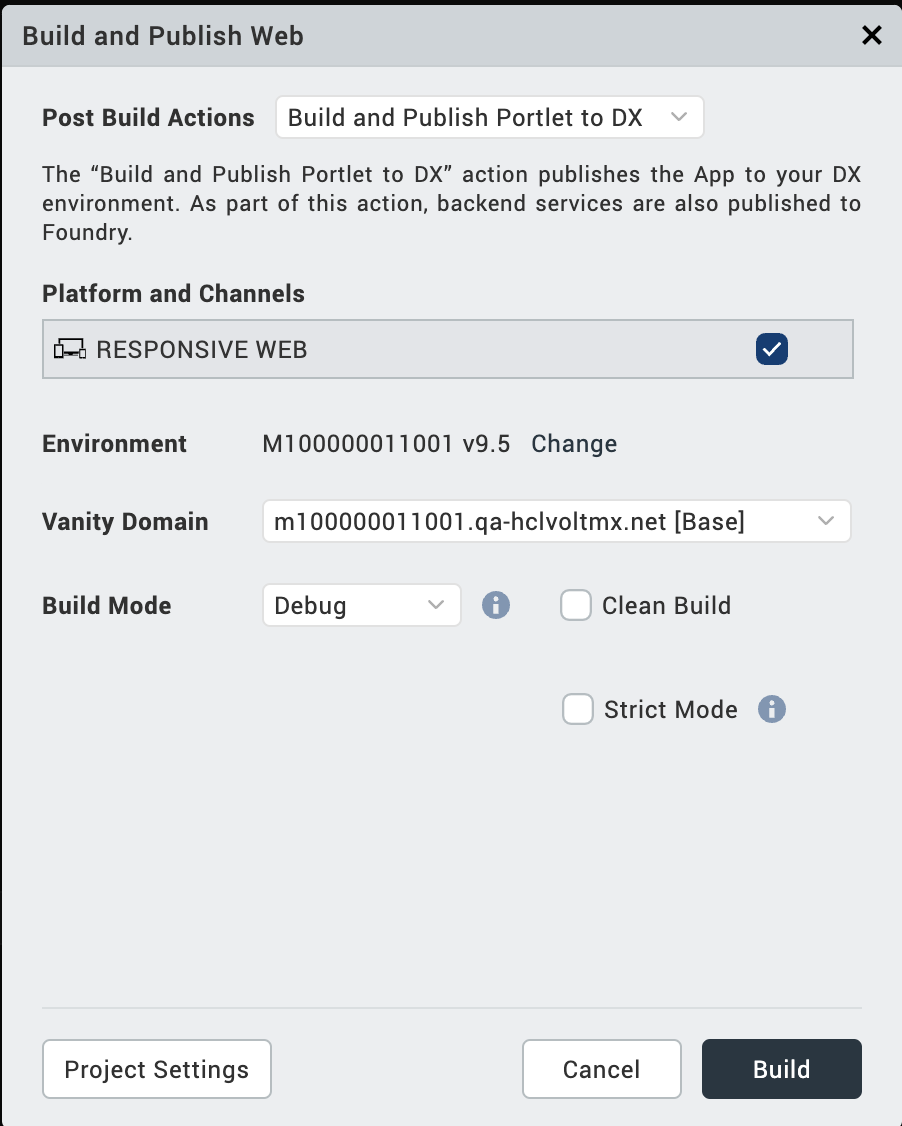 Build and Publish Web
Post Build Actions Build and Publish Portlet to DX
The “Build and Publish Portlet to DX” action publishes the App to your DX
environment. As part of this action, backend services are also published to
Foundry.
Platform and Channels
RESPONSIVE WEB
Environment M100000011001 v9.5 Change
Vanity Domain m100000011001.qa-hclvoltmx.net [Base]
Build Mode Debug Clean Build
Strict Mode
Project Settings Cancel Build